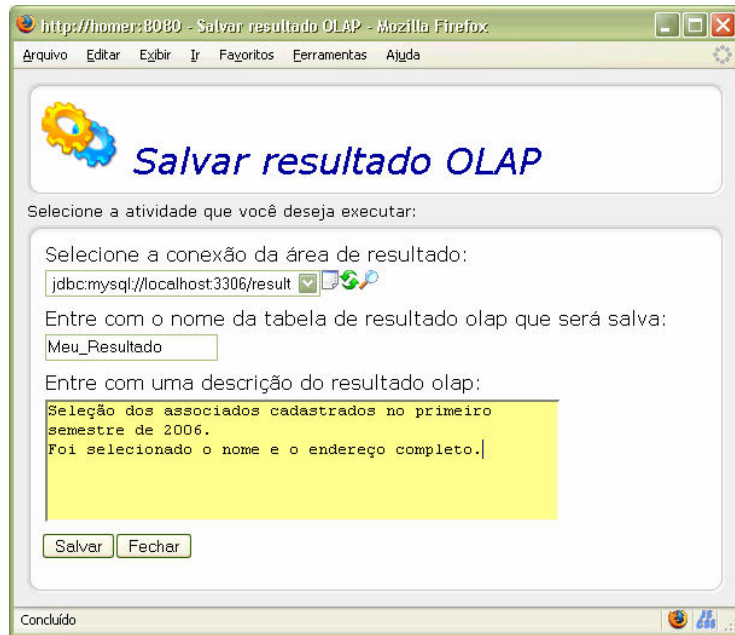 http://homer:8080 - Salvar resultado OLAP - Mozilla Firefox
Arquivo Editar Exibir Ir Favoritos Ferramentas Ajuda
Salvar resultado OLAP
Selecione a atividade que você deseja executar:
Selecione a conexão da área de resultado:
jdbc:mysql://localhost:3306/result
Entre com o nome da tabela de resultado olap que será salva:
Meu_Resultado
Entre com uma descrição do resultado olap:
Seleção dos associados cadastrados no primeiro
semestre de 2006.
Foi selecionado o nome e o endereço completo.
Salvar Fechar
Concluído
JS
CSS